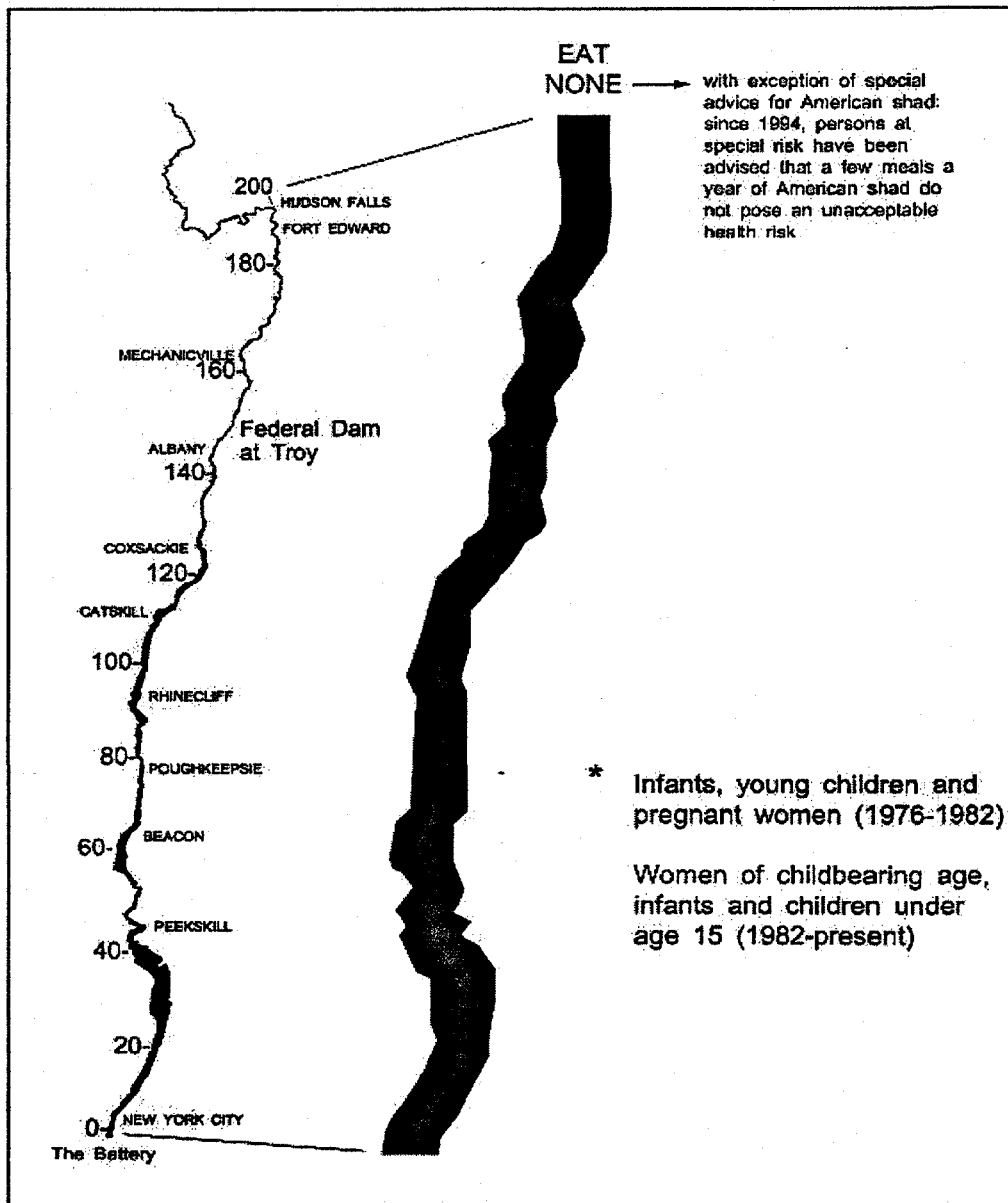 EAT
NONE
with exception of special
advice for American shad:
since 1994, persons at
special risk have been
advised that a few meals a
year of American shad do
not pose an unacceptable
health risk
200
HUDSON FALLS
FORT EDWARD
180-
MECHANICVILLE
160-
Federal Dam
at Troy
ALBANY
140-
COXSACKIE
120-
CATSKILL
100-
RHINECLIFF
80-
POUGHKEEPSIE
* Infants, young children and
pregnant women (1976-1982)
BEACON
60-
Women of childbearing age,
infants and children under
age 15 (1982-present)
PEEKSKILL
40-
20-
0-
NEW YORK CITY
The Battery